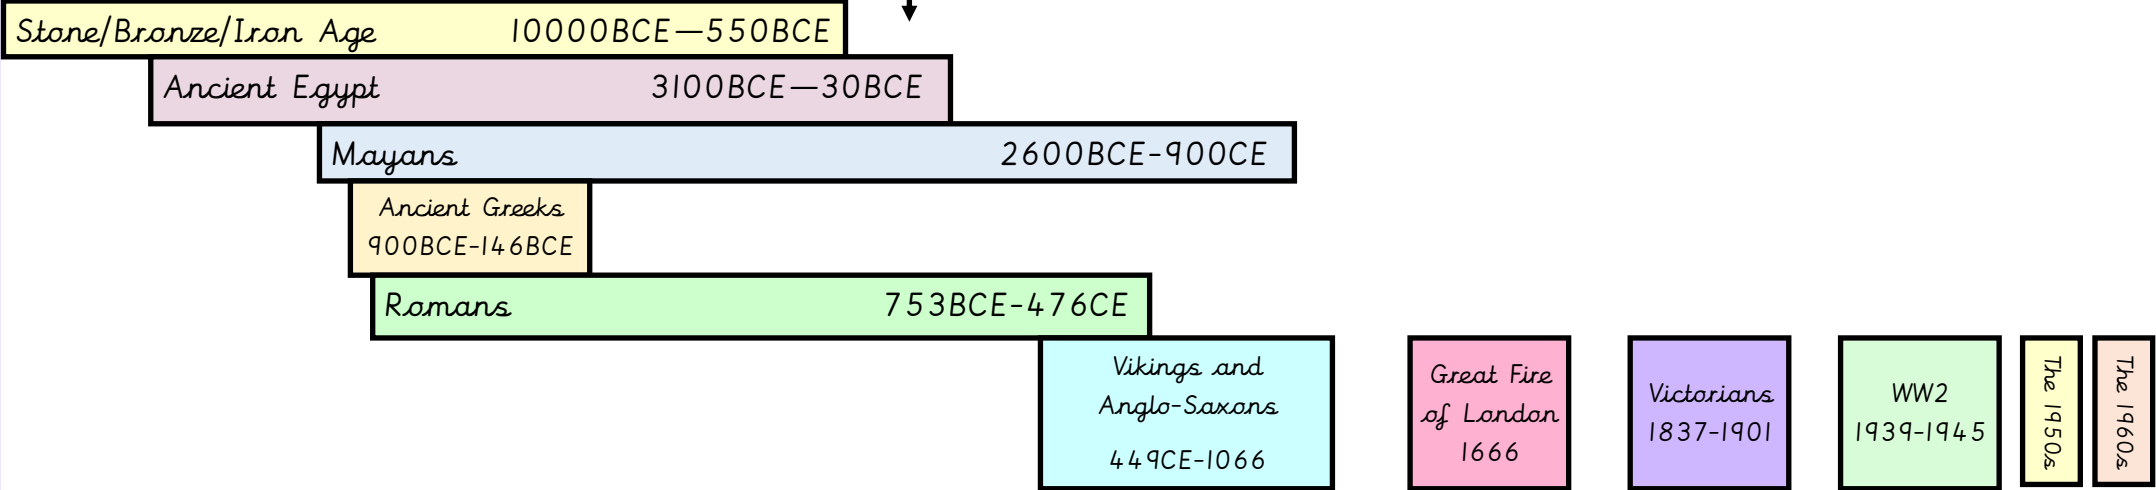 Stone/Bronze/Iron Age 10000BCE—550BCE
Ancient Egypt 3100BCE—30BCE
Mayans 2600BCE-900CE
Ancient Greeks
900BCE-146BCE
Romans 753BCE-476CE
Vikings and
Anglo-Saxons
449CE-1066
Great Fire
of London
1666
Victorians
1837-1901
WW2
1939-1945
The 1950s
The 1960s